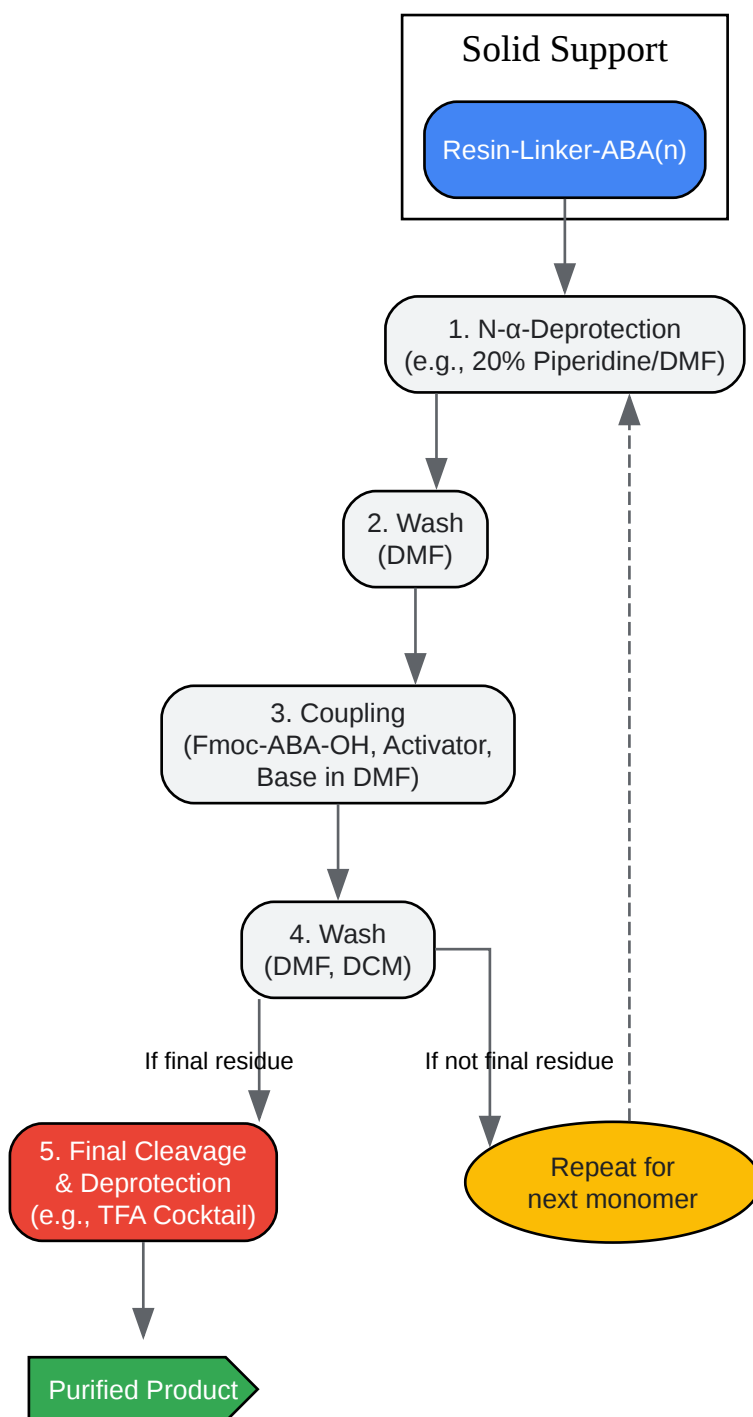 Solid Support
Resin-Linker-ABA(n)
1. N-α-Deprotection
(e.g., 20% Piperidine/DMF)
2. Wash
(DMF)
3. Coupling
(Fmoc-ABA-OH, Activator,
Base in DMF)
4. Wash
(DMF, DCM)
If final residue
If not final residue
5. Final Cleavage
& Deprotection
(e.g., TFA Cocktail)
Repeat for
next monomer
Purified Product